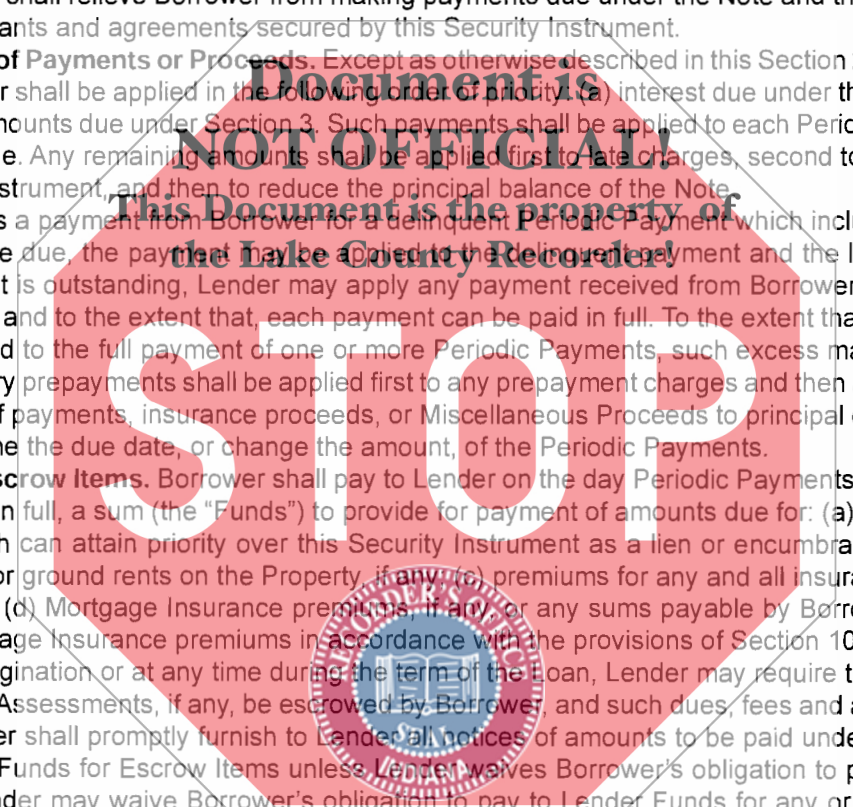 shall relieve Borrower from making payments due under the Note and th
ants and agreements secured by this Security Instrument.
of Payments or Proceeds. Except as otherwise described in this Section
r shall be applied in the following order of priority: (a) interest due under th
nounts due under Section 3. Such payments shall be applied to each Perio
e. Any remaining amounts shall be applied first to late charges, second to
strument, and then to reduce the principal balance of the Note.
s a payment from Borrower for a delinquent Periodic Payment which incl
e due, the payment may be applied to the delinquent payment and the l
t is outstanding, Lender may apply any payment received from Borrower
and to the extent that, each payment can be paid in full. To the extent tha
d to the full payment of one or more Periodic Payments, such excess ma
ry prepayments shall be applied first to any prepayment charges and then
f payments, insurance proceeds, or Miscellaneous Proceeds to principal
ne the due date, or change the amount, of the Periodic Payments.
scrow Items. Borrower shall pay to Lender on the day Periodic Payments
n full, a sum (the “Funds”) to provide for payment of amounts due for: (a)
h can attain priority over this Security Instrument as a lien or encumbra
or ground rents on the Property, if any; (c) premiums for any and all insura
(d) Mortgage Insurance premiums, if any, or any sums payable by Borro
age Insurance premiums in accordance with the provisions of Section 10
gination or at any time during the term of the Loan, Lender may require t
Assessments, if any, be escrowed by Borrower, and such dues, fees and a
er shall promptly furnish to Lender all notices of amounts to be paid unde
Funds for Escrow Items unless Lender waives Borrower’s obligation to p
der may waive Borrower’s obligation to pay to Lender Funds for any or
Document is
NOT OFFICIAL!
This Document is the property of
the Lake County Recorder!
STOP
RECORDER'S OFFICE
SEAL
INDIANA